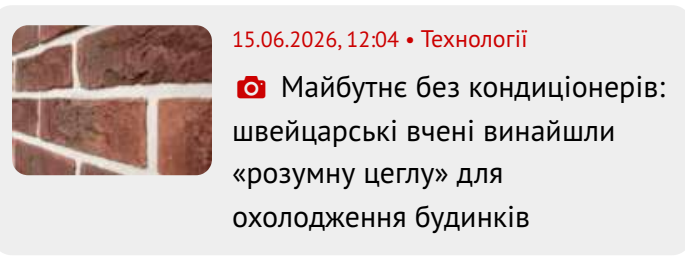 15.06.2026, 12:04 • Технології
Майбутнє без кондиціонерів:
швейцарські вчені винайшли
«розумну цеглу» для
охолодження будинків